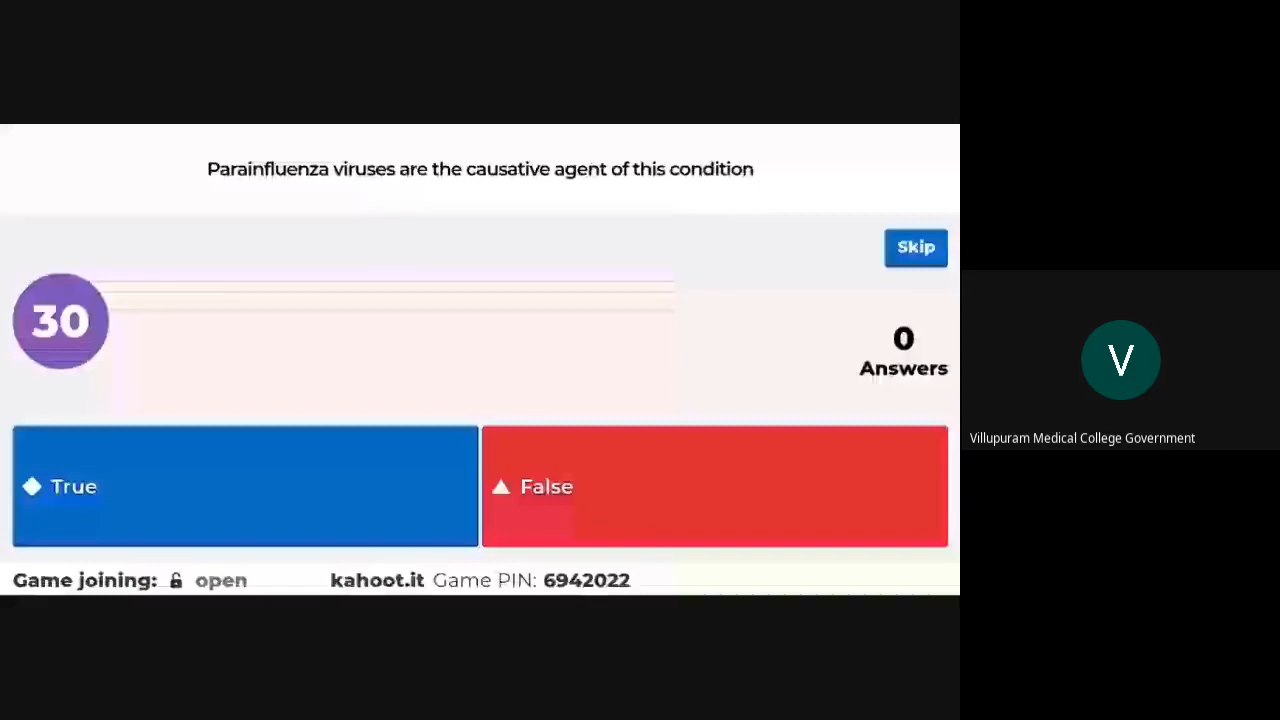 Parainfluenza viruses are the causative agent of this condition
Skip
30
0
Answers
True
False
Game joining: open kahoot.it Game PIN: 6942022
V
Villupuram Medical College Government